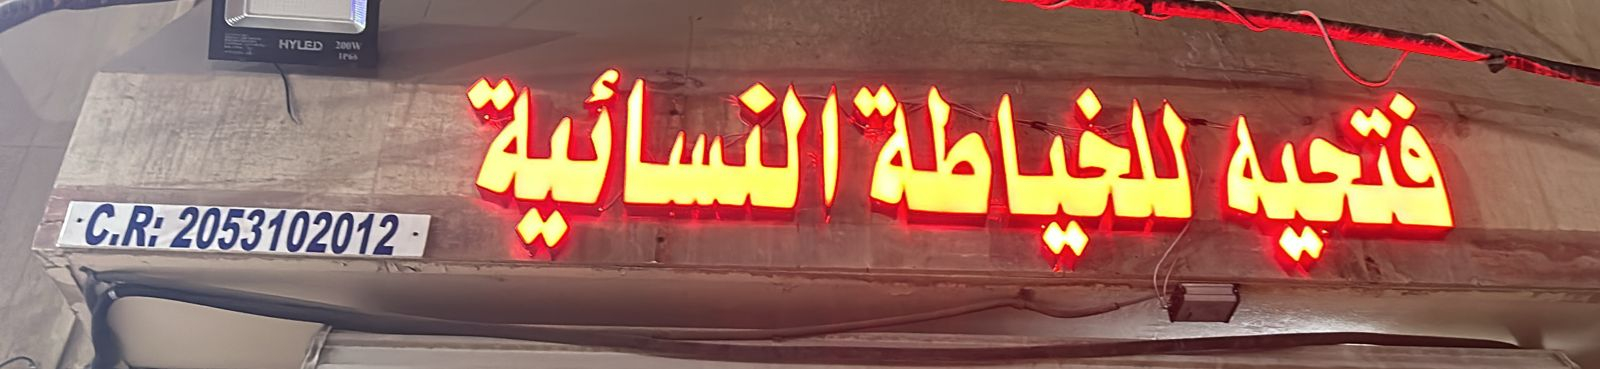 HYLED 200W
IP66
فتحيه للخياطة النسائية
C.R: 2053102012